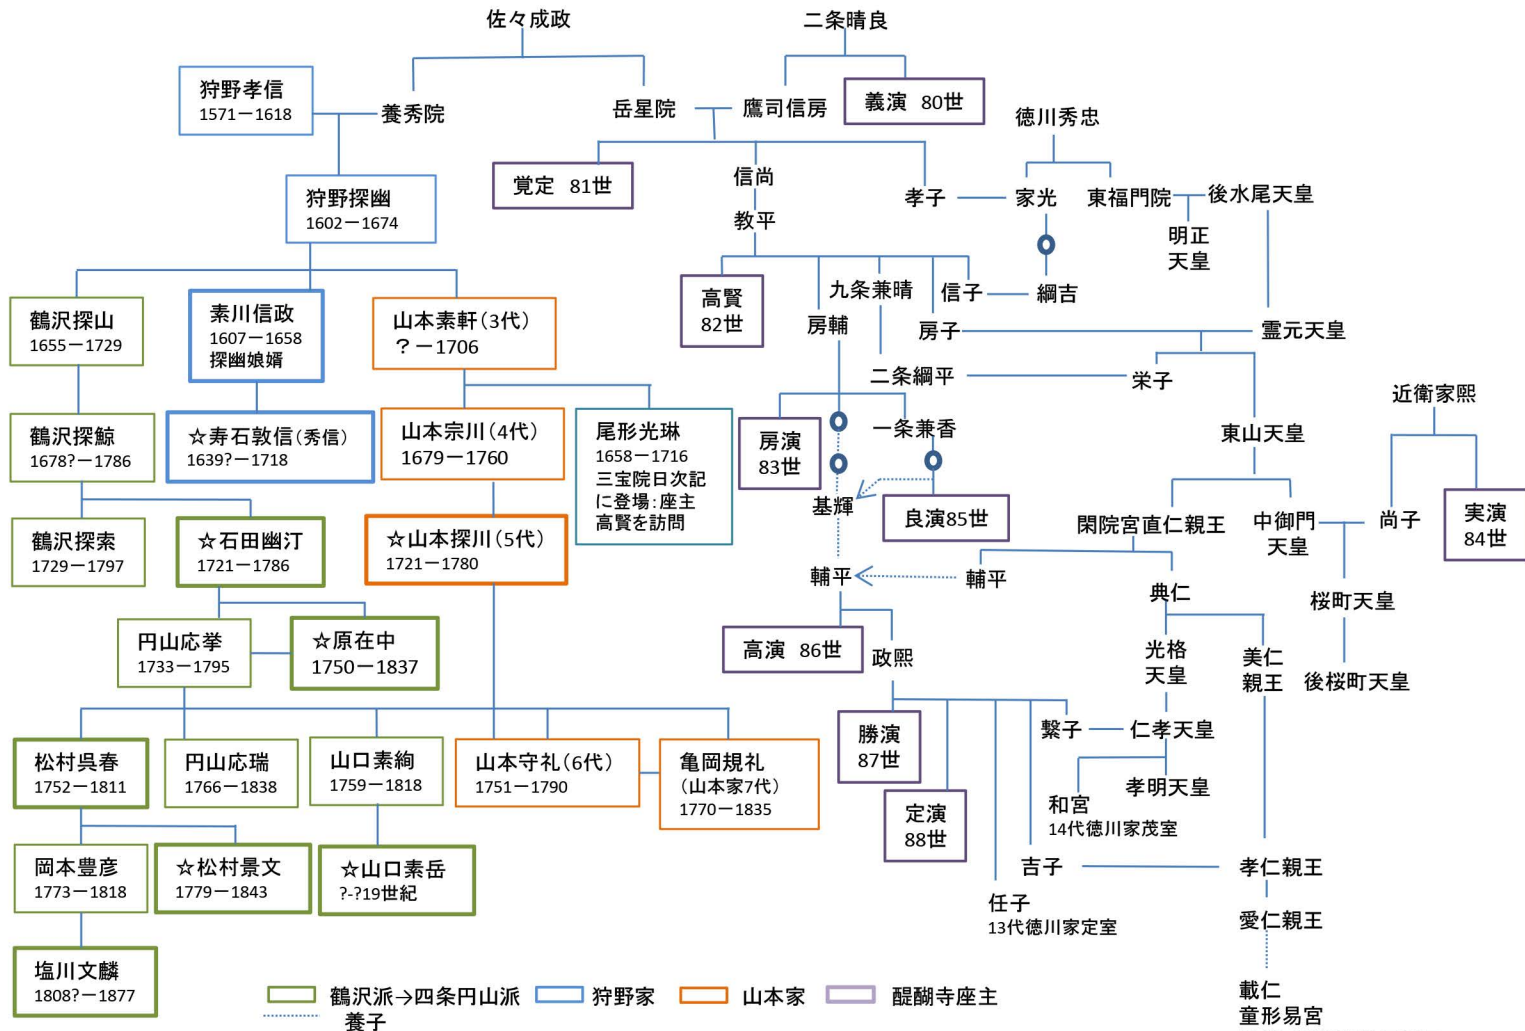 佐々成政
二条晴良
狩野孝信
1571－1618
養秀院
岳星院
鷹司信房
義演 80世
徳川秀忠
覚定 81世
信尚
孝子
家光
東福門院
後水尾天皇
狩野探幽
1602－1674
教平
明正
天皇
鶴沢探山
1655－1729
素川信政
1607－1658
探幽娘婿
山本素軒(3代)
？－1706
高賢
82世
九条兼晴
信子
綱吉
房輔
房子
霊元天皇
二条綱平
栄子
近衛家熙
鶴沢探鯨
1678?－1786
☆寿石敦信(秀信)
1639?－1718
山本宗川(4代)
1679－1760
尾形光琳
1658－1716
三宝院日次記
に登場：座主
高賢を訪問
房演
83世
一条兼香
東山天皇
基輝
良演85世
閑院宮直仁親王
中御門
天皇
尚子
実演
84世
鶴沢探索
1729－1797
☆石田幽汀
1721－1786
☆山本探川(5代)
1721－1780
輔平
輔平
典仁
桜町天皇
円山応挙
1733－1795
☆原在中
1750－1837
高演 86世
政熙
光格
天皇
美仁
親王
後桜町天皇
松村呉春
1752－1811
円山応瑞
1766－1838
山口素絢
1759－1818
山本守礼(6代)
1751－1790
亀岡規礼
(山本家7代)
1770－1835
勝演
87世
繋子
仁孝天皇
定演
88世
和宮
14代徳川家茂室
孝明天皇
岡本豊彦
1773－1818
☆松村景文
1779－1843
☆山口素岳
?-?19世紀
吉子
孝仁親王
任子
13代徳川家定室
愛仁親王
塩川文麟
1808?－1877
載仁
童形易宮
鶴沢派→四条円山派
狩野家
山本家
醍醐寺座主
養子